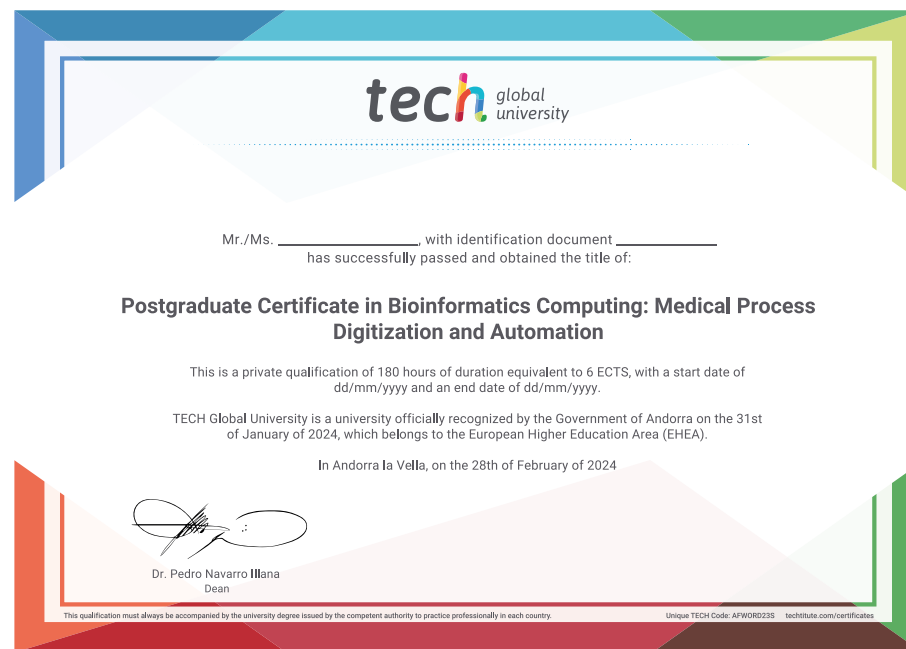 tech global
university
Mr./Ms. ________________, with identification document ____________
has successfully passed and obtained the title of:
Postgraduate Certificate in Bioinformatics Computing: Medical Process
Digitization and Automation
This is a private qualification of 180 hours of duration equivalent to 6 ECTS, with a start date of
dd/mm/yyyy and an end date of dd/mm/yyyy.
TECH Global University is a university officially recognized by the Government of Andorra on the 31st
of January of 2024, which belongs to the European Higher Education Area (EHEA).
In Andorra la Vella, on the 28th of February of 2024
Dr. Pedro Navarro Illana
Dean
This qualification must always be accompanied by the university degree issued by the competent authority to practice professionally in each country. Unique TECH Code: AFWORD23S techtitute.com/certificates